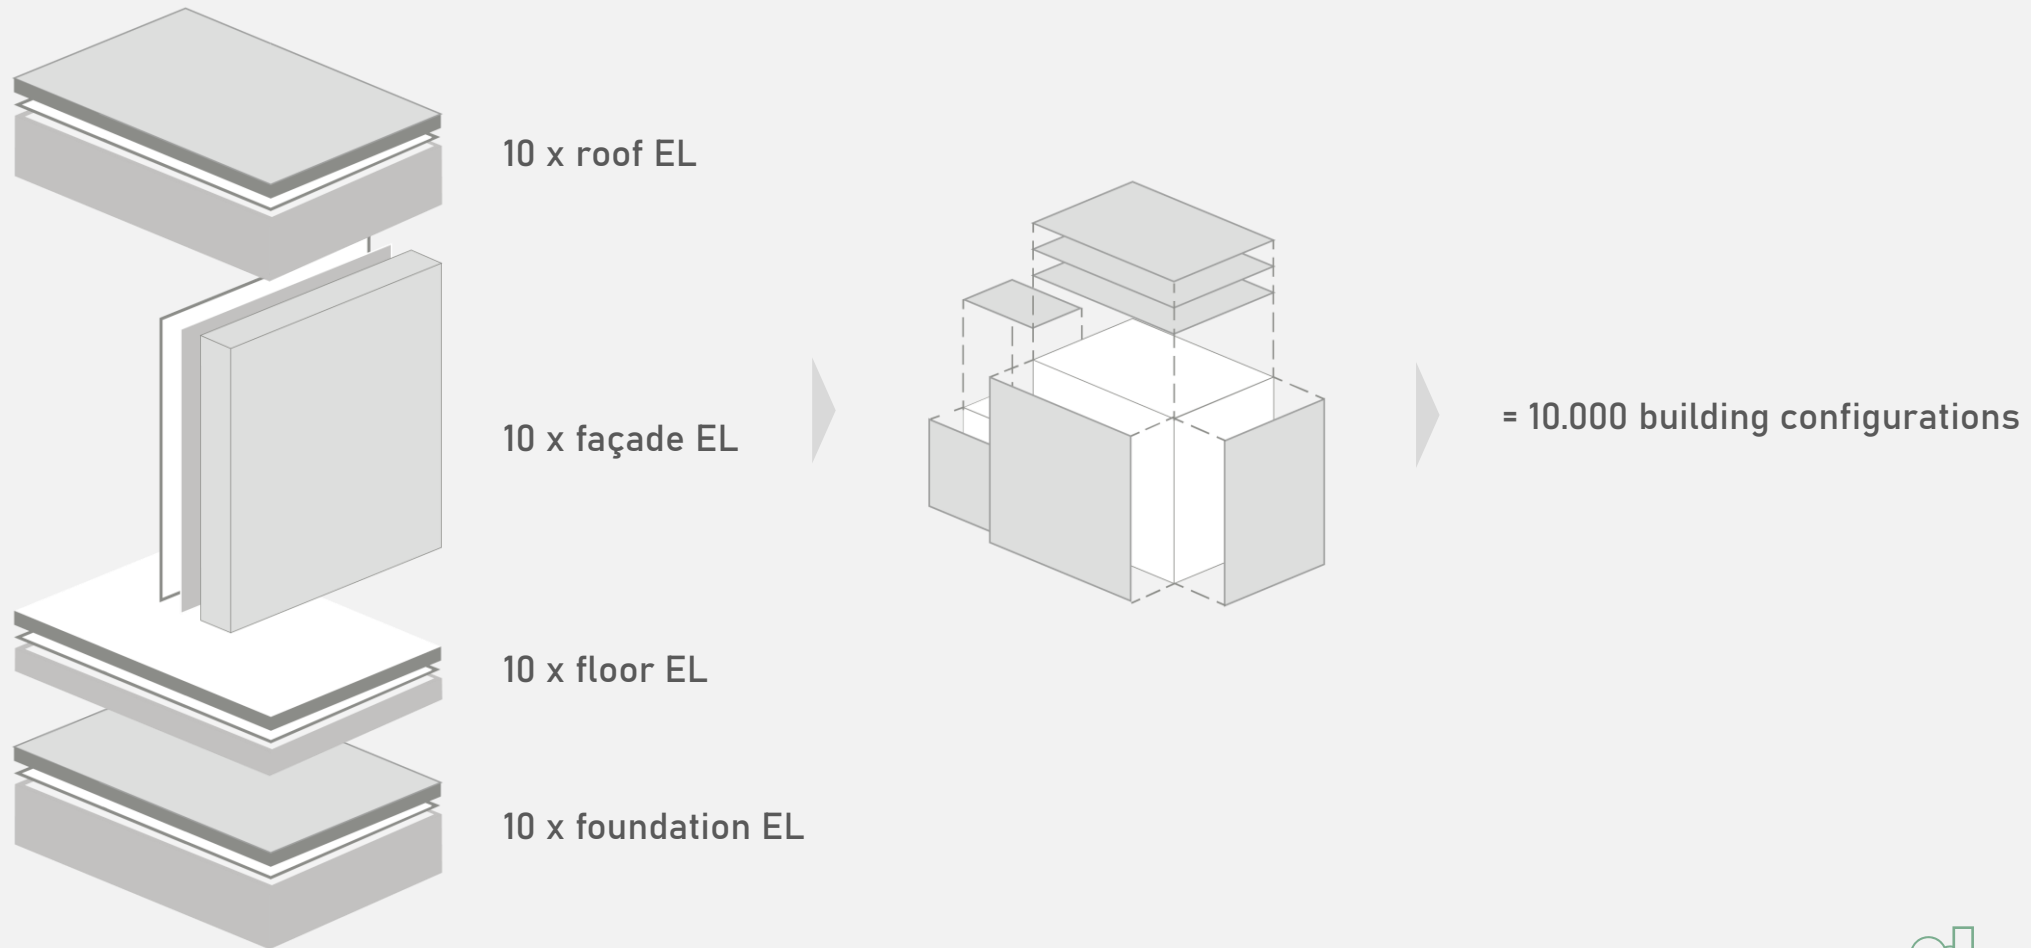 10 x roof EL
10 x façade EL
= 10.000 building configurations
10 x floor EL
10 x foundation EL